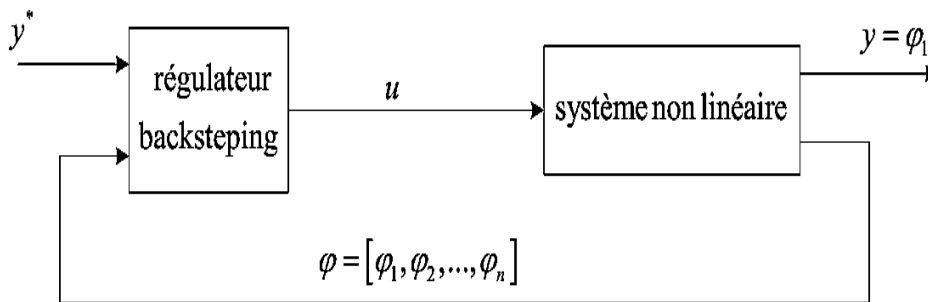 y*
régulateur
backsteping
u
système non linéaire
y = φ₁
φ = [φ₁, φ₂, ..., φₙ]